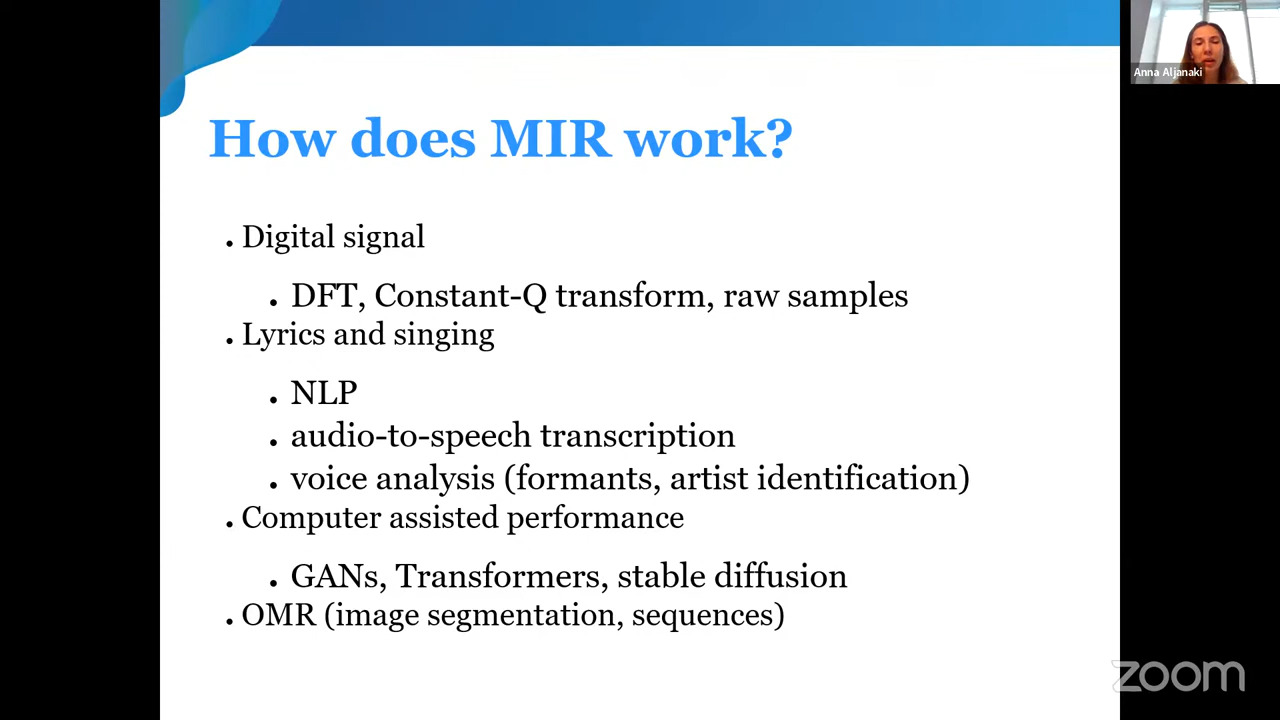 Anna Aljanaki
How does MIR work?
• Digital signal
• DFT, Constant-Q transform, raw samples
• Lyrics and singing
• NLP
• audio-to-speech transcription
• voice analysis (formants, artist identification)
• Computer assisted performance
• GANs, Transformers, stable diffusion
• OMR (image segmentation, sequences)
zoom